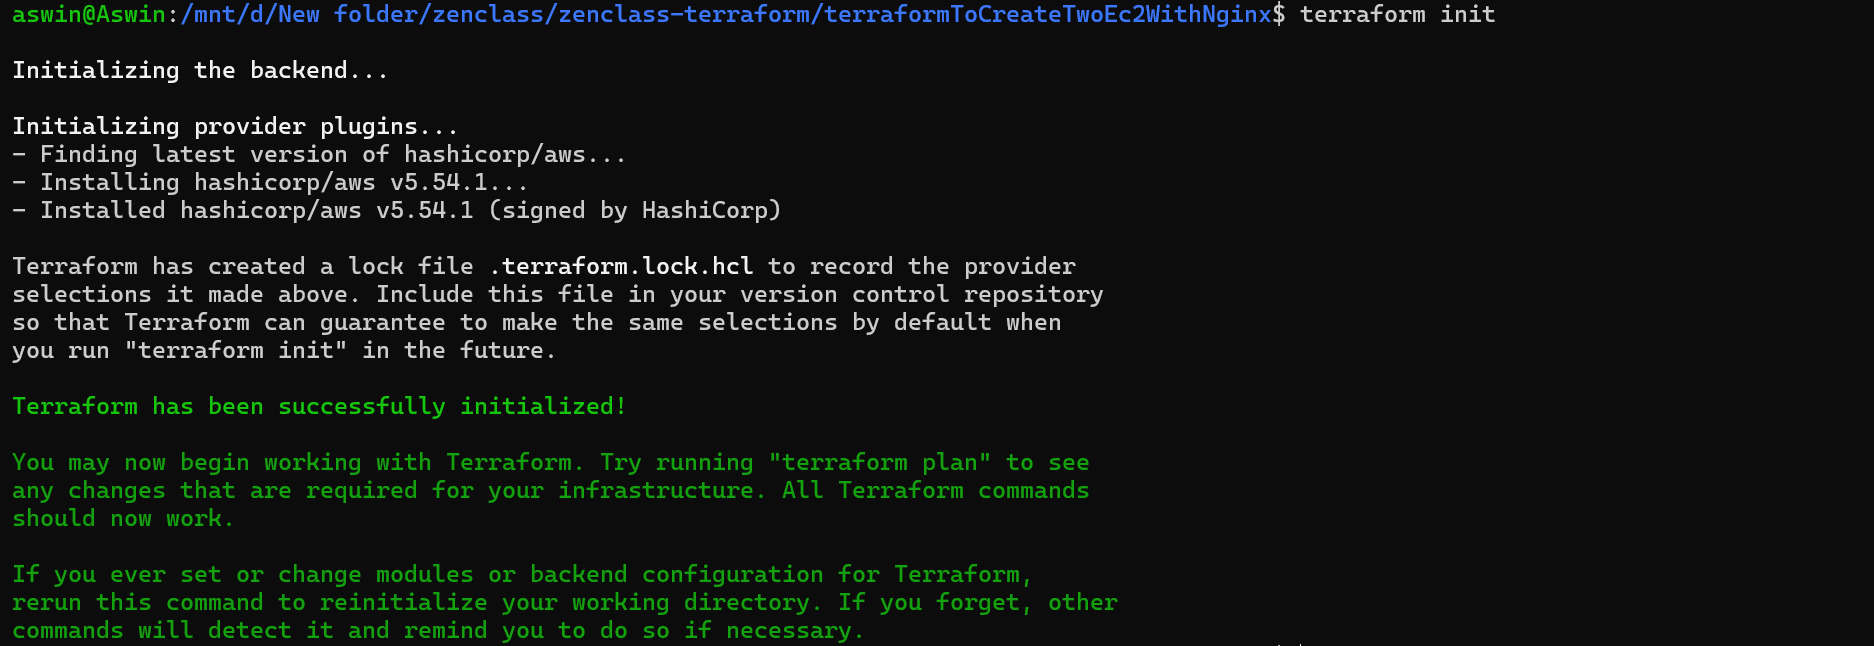 aswin@Aswin:/mnt/d/New folder/zenclass/zenclass-terraform/terraformToCreateTwoEc2WithNginx$ terraform init
Initializing the backend...
Initializing provider plugins...
- Finding latest version of hashicorp/aws...
- Installing hashicorp/aws v5.54.1...
- Installed hashicorp/aws v5.54.1 (signed by HashiCorp)
Terraform has created a lock file .terraform.lock.hcl to record the provider
selections it made above. Include this file in your version control repository
so that Terraform can guarantee to make the same selections by default when
you run "terraform init" in the future.
Terraform has been successfully initialized!
You may now begin working with Terraform. Try running "terraform plan" to see
any changes that are required for your infrastructure. All Terraform commands
should now work.
If you ever set or change modules or backend configuration for Terraform,
rerun this command to reinitialize your working directory. If you forget, other
commands will detect it and remind you to do so if necessary.